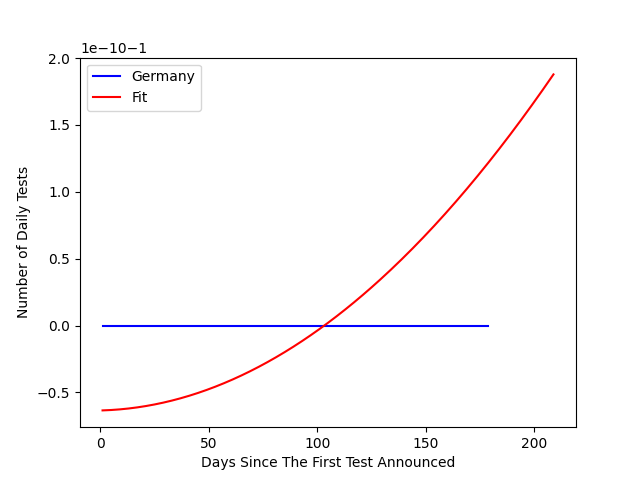 1e−10−1
Germany
Fit
2.0
1.5
1.0
0.5
0.0
−0.5
0
50
100
150
200
Number of Daily Tests
Days Since The First Test Announced